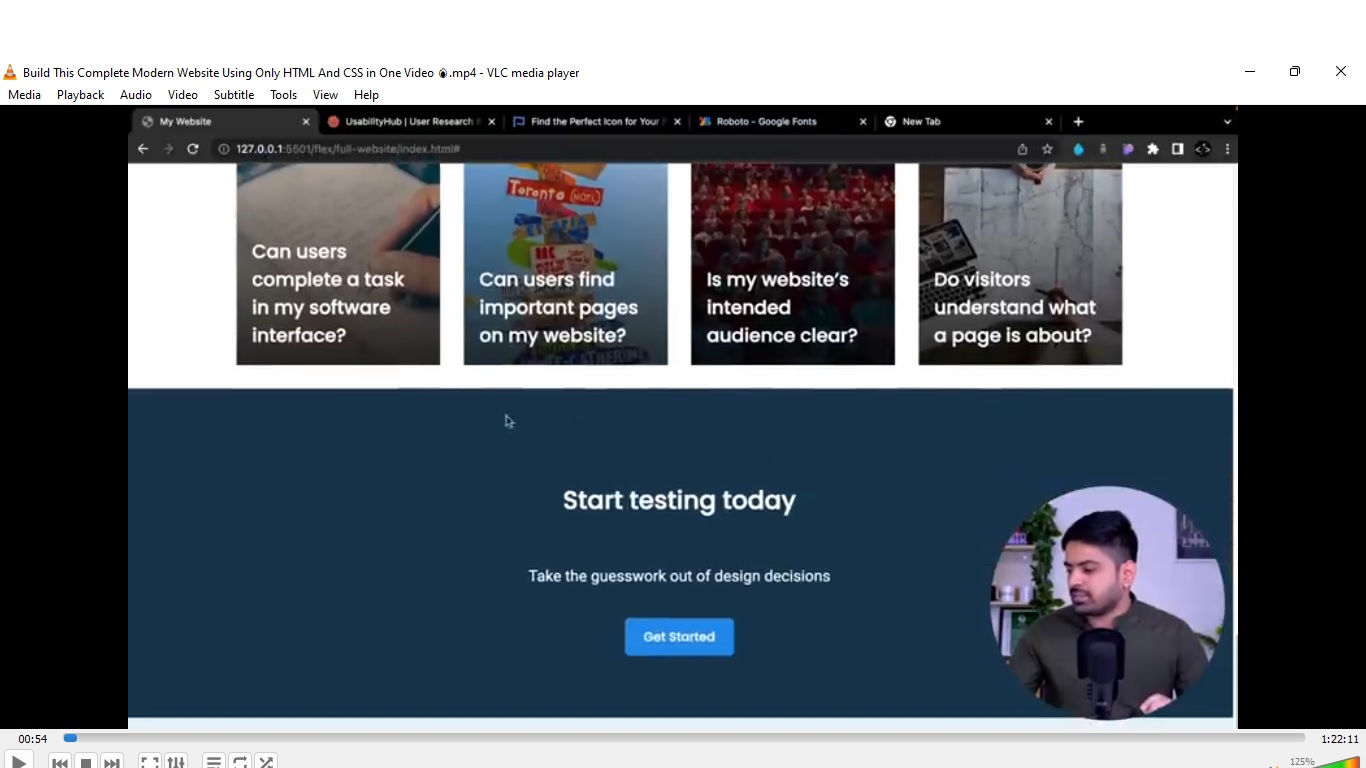 Build This Complete Modern Website Using Only HTML And CSS in One Video 🔥.mp4 - VLC media player
Media Playback Audio Video Subtitle Tools View Help
My Website
UsabilityHub | User Research
Find the Perfect Icon for Your
Roboto - Google Fonts
New Tab
127.0.0.1:5501/flex/full-website/index.html#
Toronto
Can users
complete a task
in my software
interface?
Can users find
important pages
on my website?
Is my website’s
intended
audience clear?
Do visitors
understand what
a page is about?
Start testing today
Take the guesswork out of design decisions
Get Started
00:54
1:22:11
125%